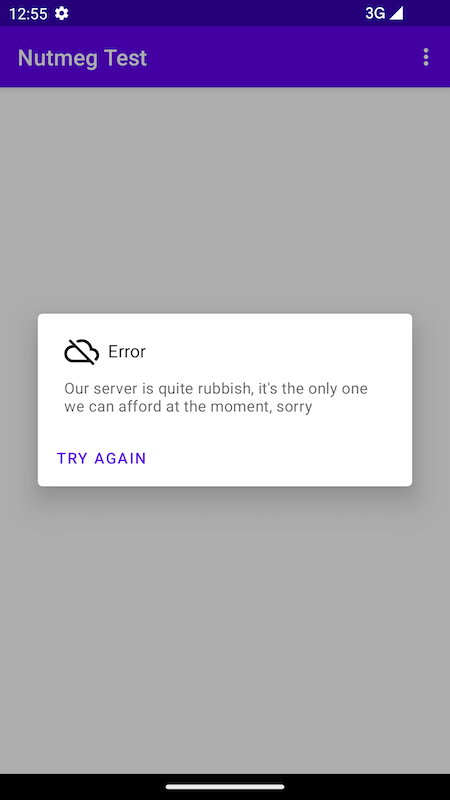 12:55 3G
Nutmeg Test
Error
Our server is quite rubbish, it's the only one
we can afford at the moment, sorry
TRY AGAIN